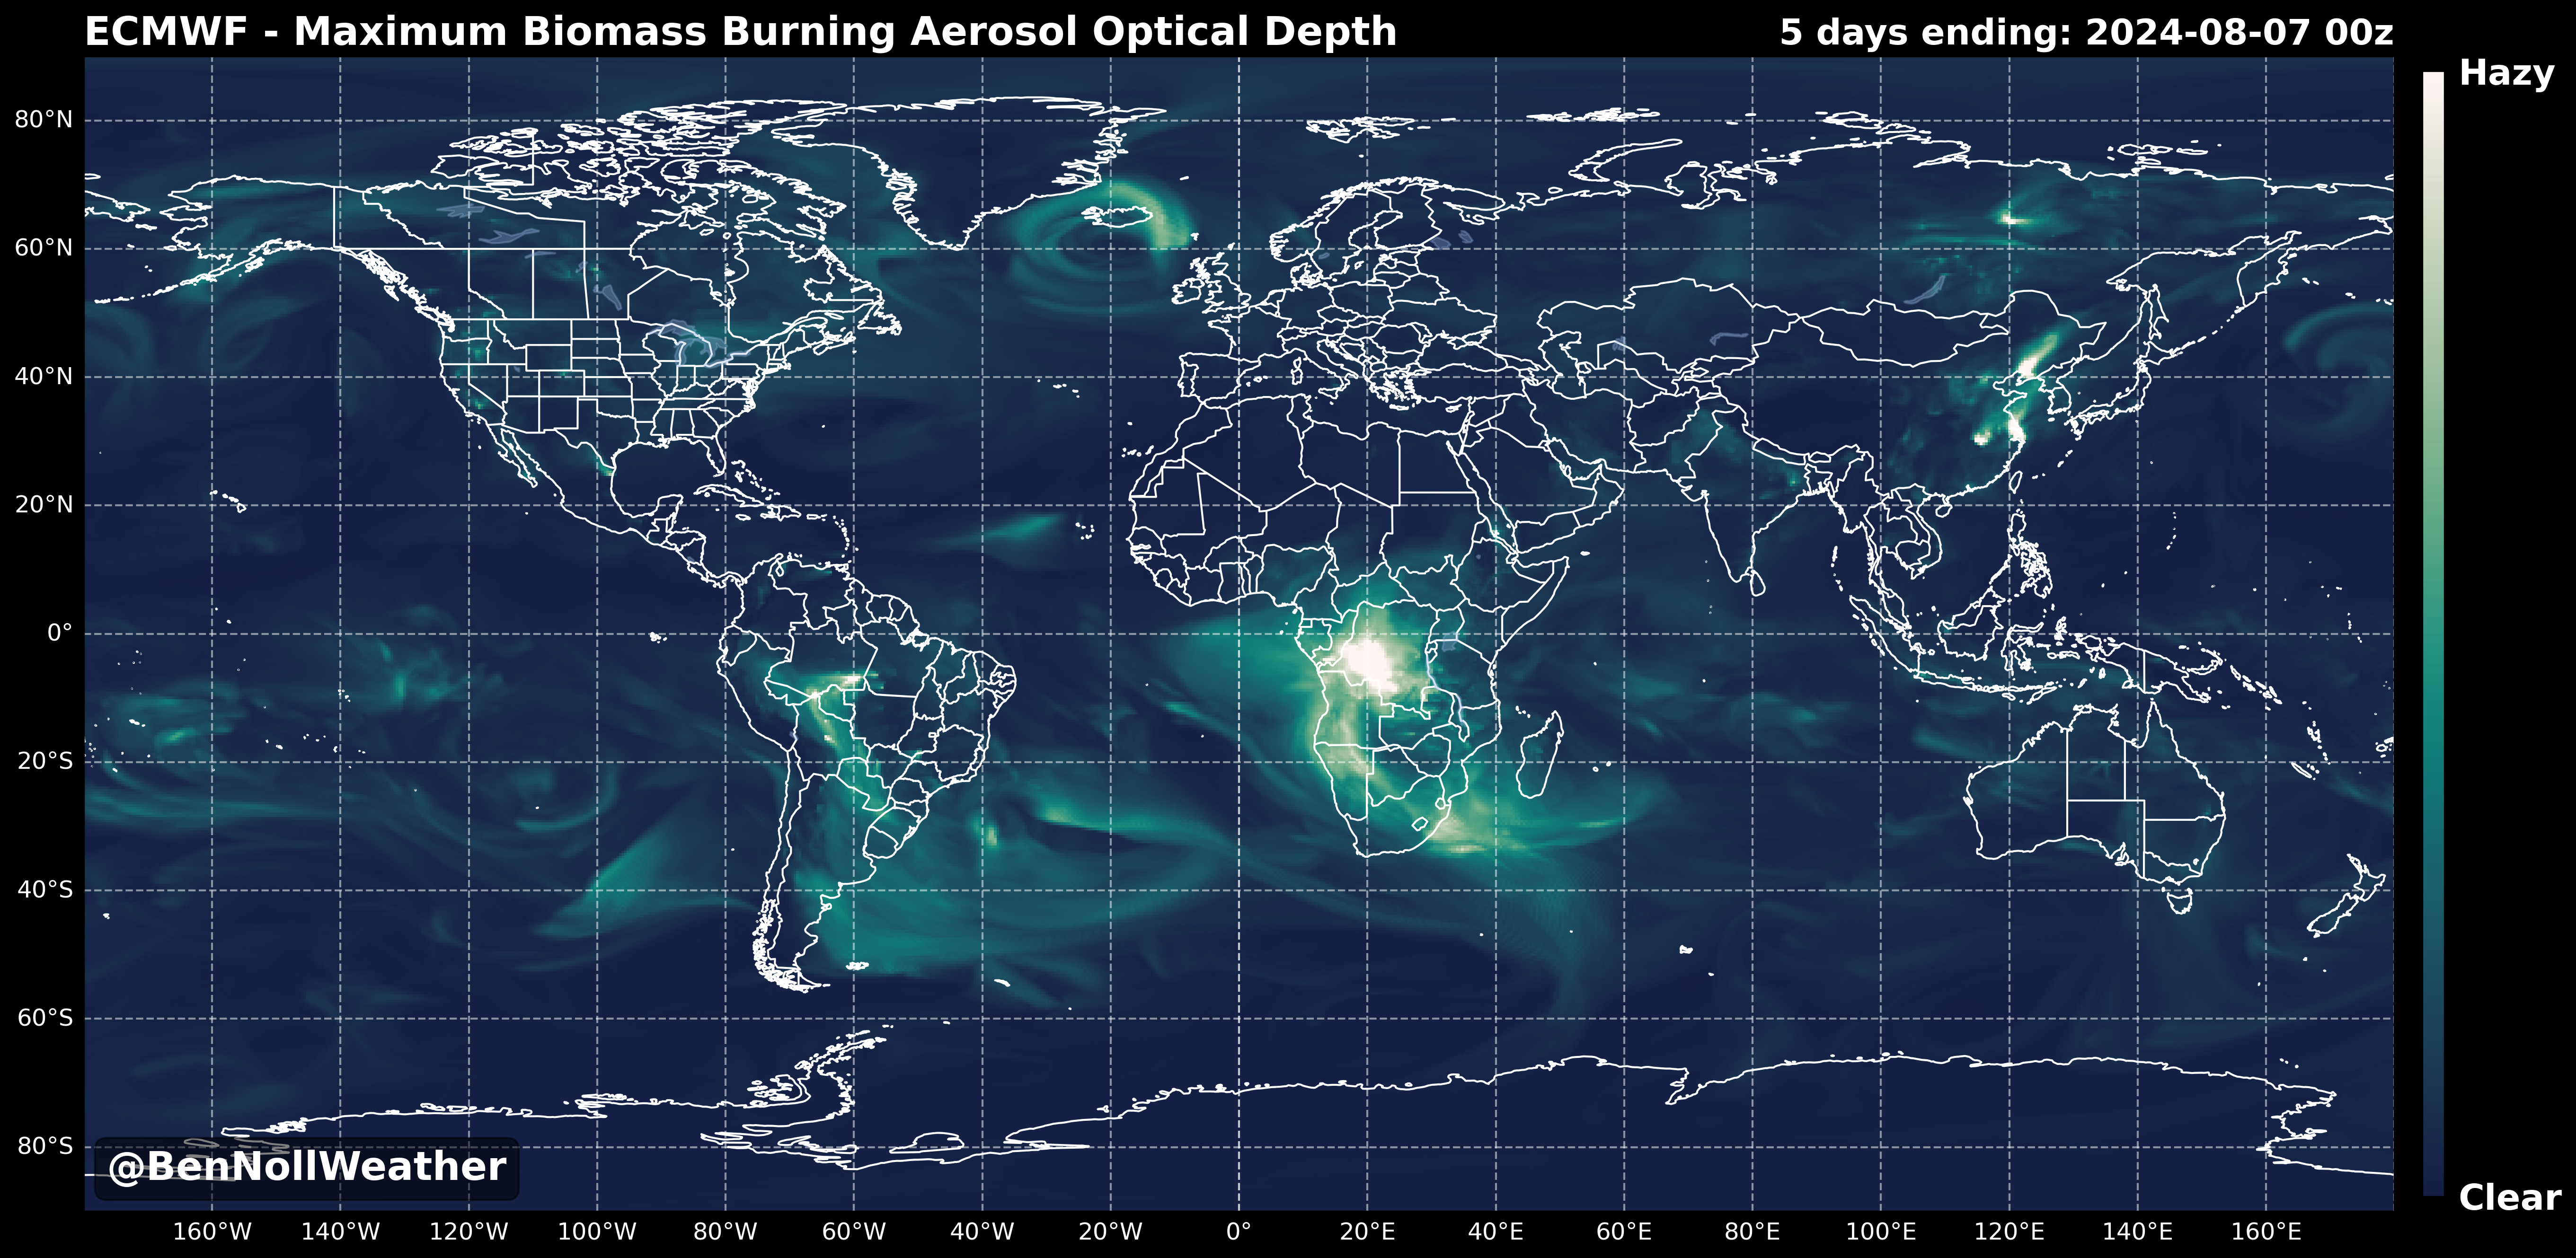 ECMWF - Maximum Biomass Burning Aerosol Optical Depth
5 days ending: 2024-08-07 00z
Hazy
80°N
60°N
40°N
20°N
0°
20°S
40°S
60°S
80°S
@BenNollWeather
Clear
160°W 140°W 120°W 100°W 80°W 60°W 40°W 20°W 0° 20°E 40°E 60°E 80°E 100°E 120°E 140°E 160°E